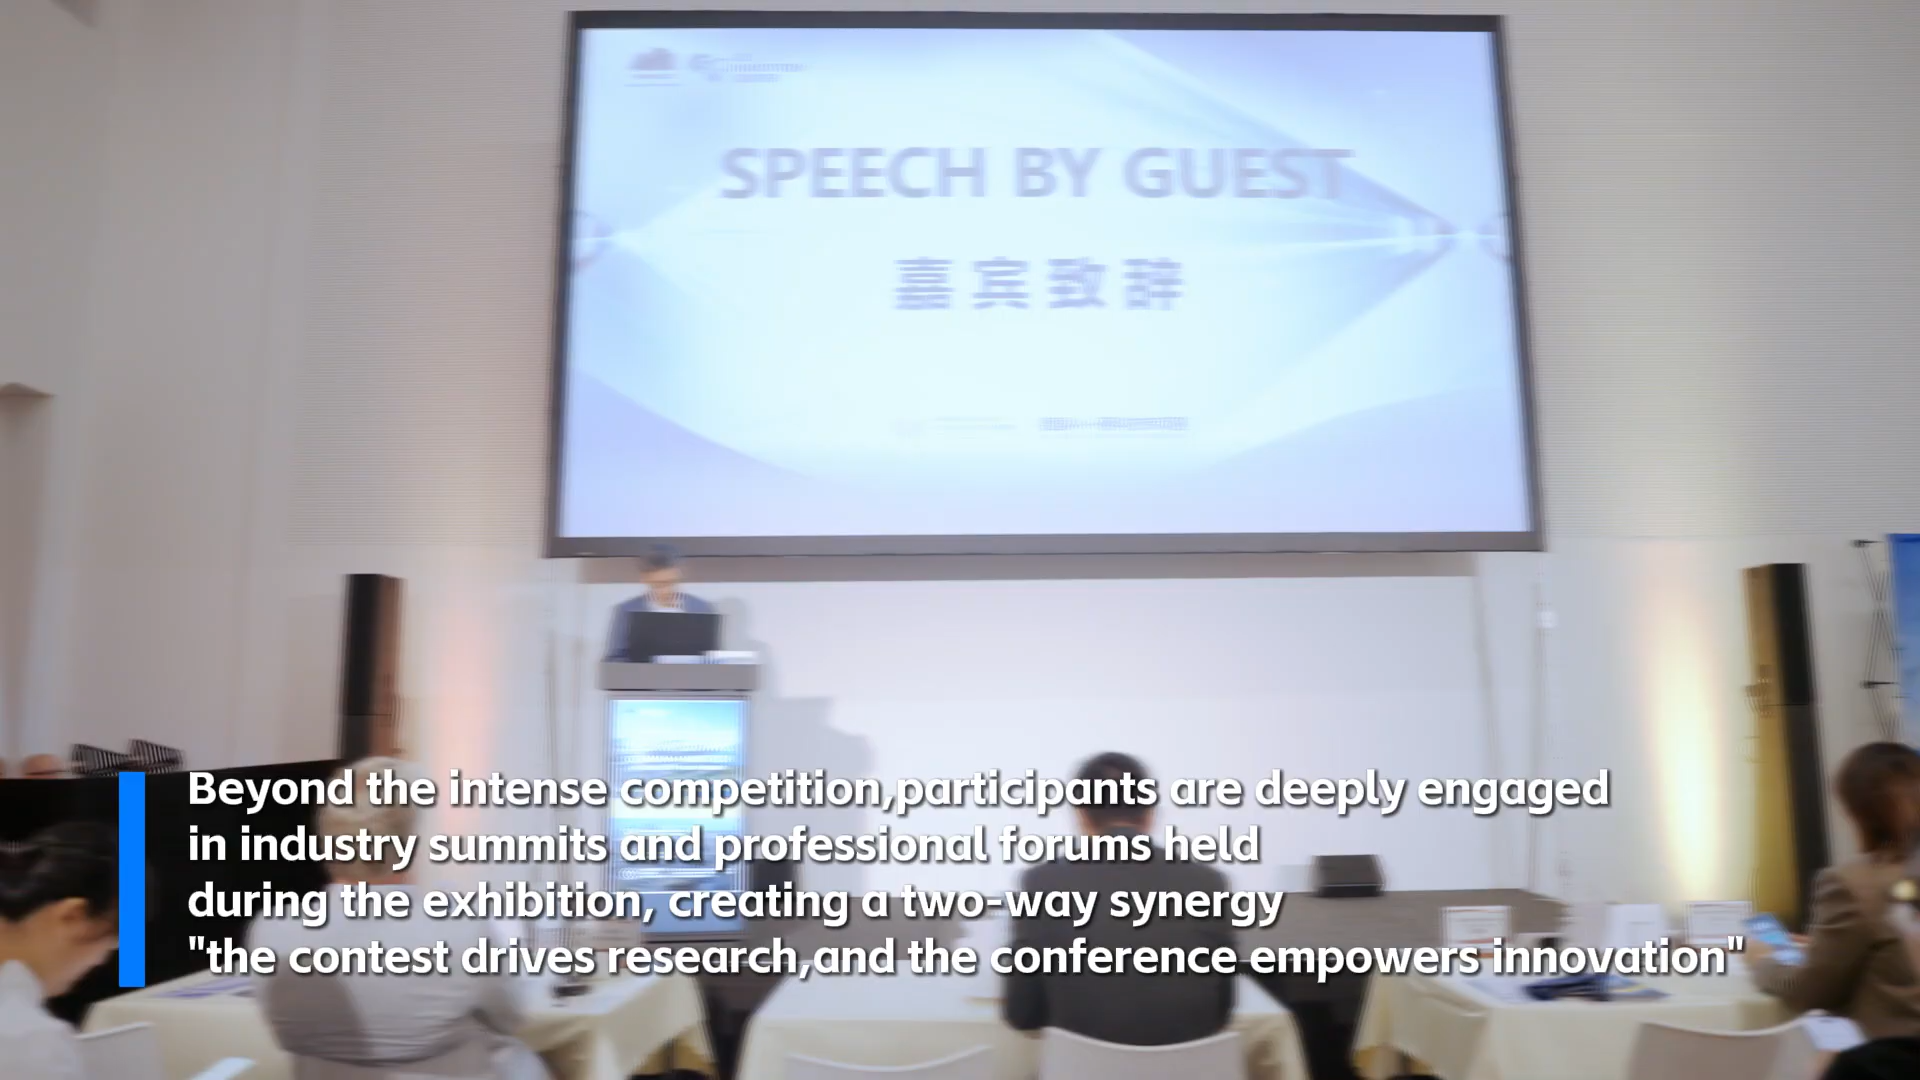 SPEECH BY GUEST
嘉宾致辞
Beyond the intense competition,participants are deeply engaged
in industry summits and professional forums held
during the exhibition, creating a two-way synergy
"the contest drives research,and the conference empowers innovation"